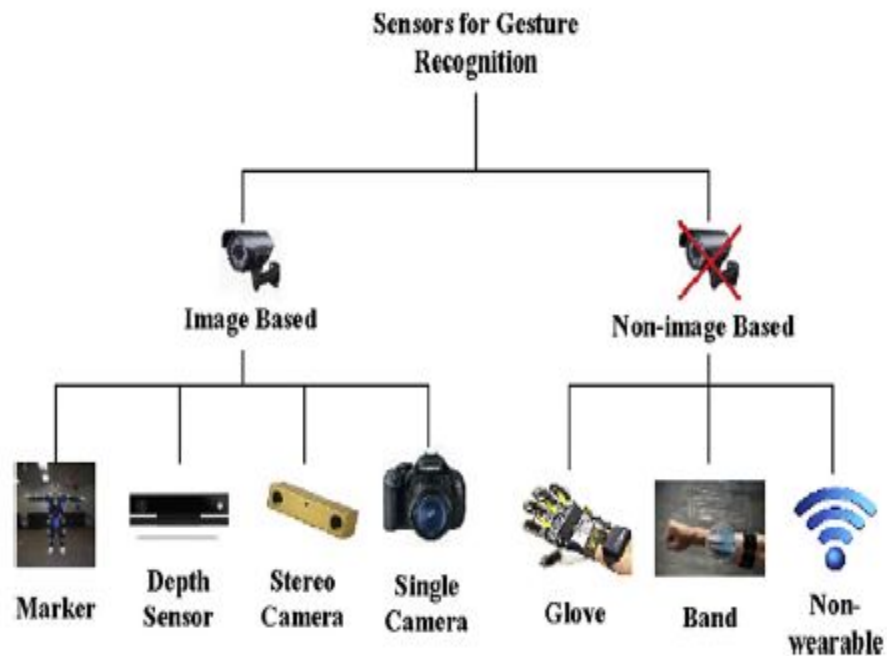 Sensors for Gesture
Recognition
Image Based
Non-image Based
Marker
Depth
Sensor
Stereo
Camera
Single
Camera
Glove
Band
Non-
wearable